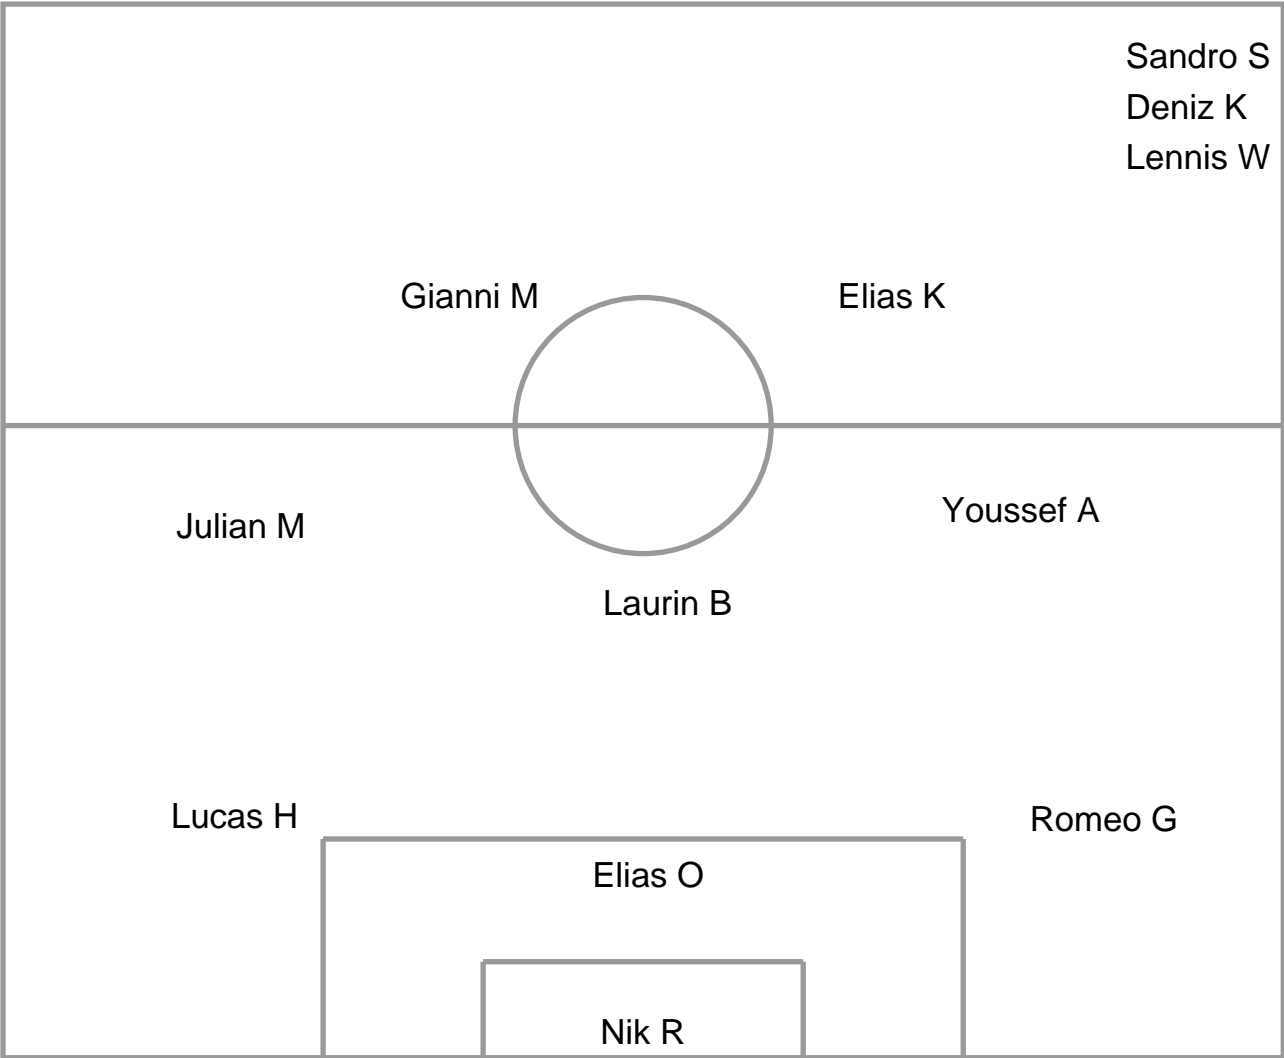 Sandro S
Deniz K
Lennis W
Gianni M
Elias K
Julian M
Youssef A
Laurin B
Lucas H
Romeo G
Elias O
Nik R